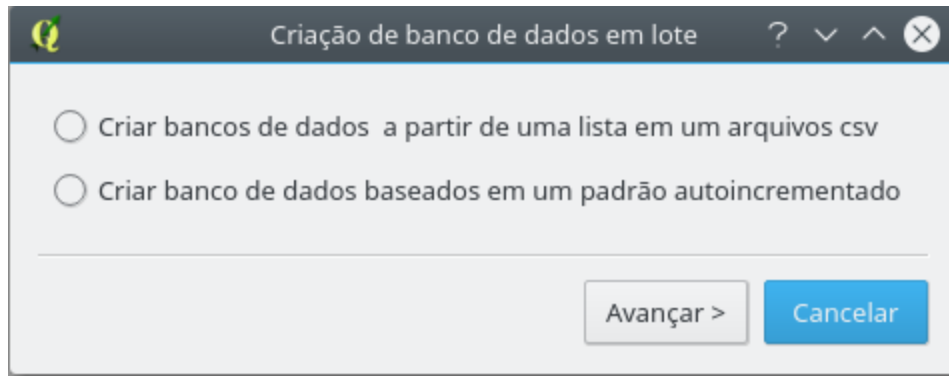 Criação de banco de dados em lote
Criar bancos de dados a partir de uma lista em um arquivos csv
Criar banco de dados baseados em um padrão autoincrementado
Avançar > Cancelar